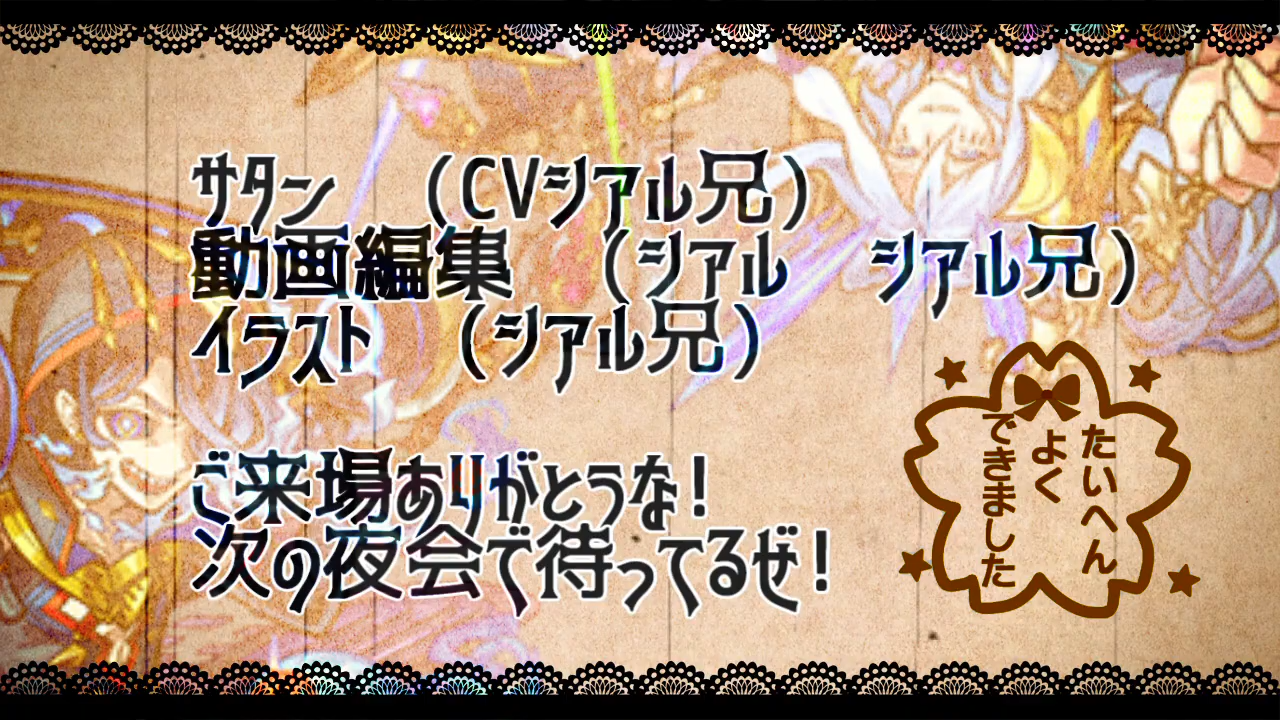 サタン　（CVシアル兄）
動画編集　（シアル　シアル兄）
イラスト　（シアル兄）
ご来場ありがとうな！
次の夜会で待ってるぜ！
たいへん
よく
できました